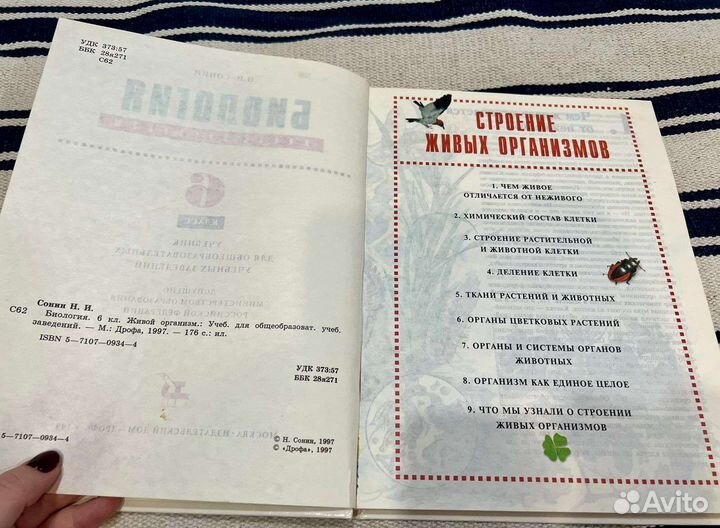 УДК 373:57
ББК 28я271
С62
Сонин Н. И.
С62 Биология. 6 кл. Живой организм.: Учеб. для общеобразоват. учеб.
заведений. — М.: Дрофа, 1997. — 176 с.: ил.
ISBN 5—7107—0934—4
УДК 373:57
ББК 28я271
5—7107—0934—4
© Н. Сонин, 1997
© «Дрофа», 1997
СТРОЕНИЕ
ЖИВЫХ ОРГАНИЗМОВ
1. ЧЕМ ЖИВОЕ
ОТЛИЧАЕТСЯ ОТ НЕЖИВОГО
2. ХИМИЧЕСКИЙ СОСТАВ КЛЕТКИ
3. СТРОЕНИЕ РАСТИТЕЛЬНОЙ
И ЖИВОТНОЙ КЛЕТКИ
4. ДЕЛЕНИЕ КЛЕТКИ
5. ТКАНИ РАСТЕНИЙ И ЖИВОТНЫХ
6. ОРГАНЫ ЦВЕТКОВЫХ РАСТЕНИЙ
7. ОРГАНЫ И СИСТЕМЫ ОРГАНОВ
ЖИВОТНЫХ
8. ОРГАНИЗМ КАК ЕДИНОЕ ЦЕЛОЕ
9. ЧТО МЫ УЗНАЛИ О СТРОЕНИИ
ЖИВЫХ ОРГАНИЗМОВ
Avito